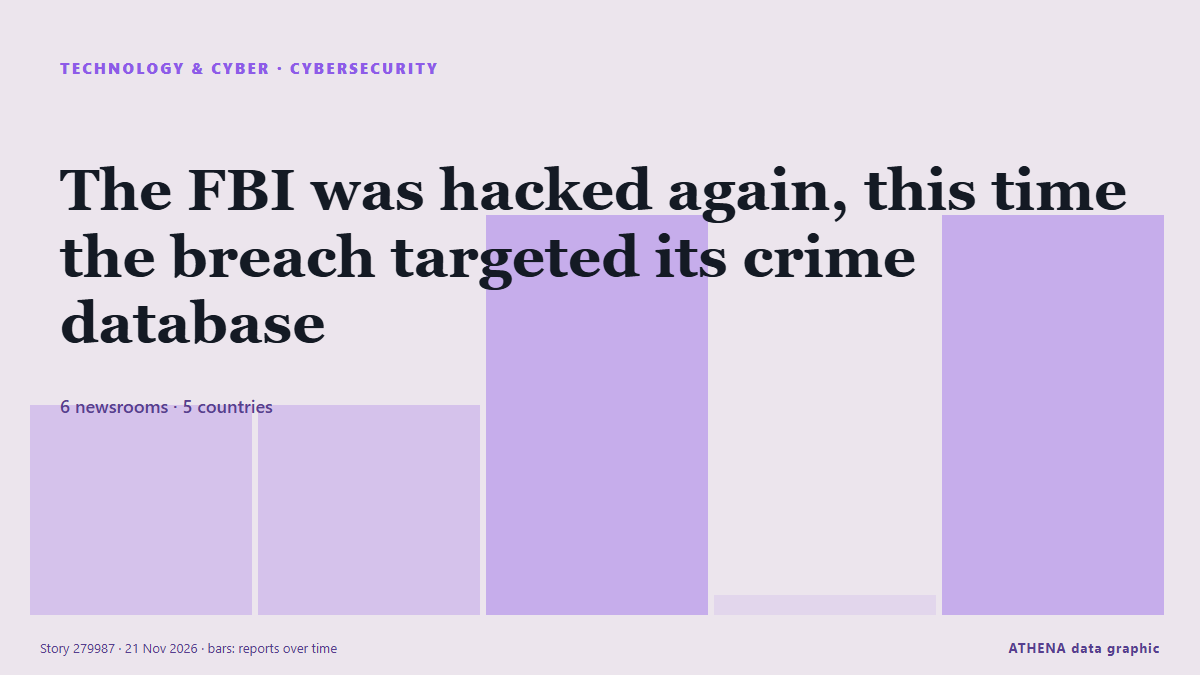 TECHNOLOGY & CYBER · CYBERSECURITY
The FBI was hacked again, this time
the breach targeted its crime
database
6 newsrooms · 5 countries
Story 279987 · 21 Nov 2026 · bars: reports over time
ATHENA data graphic